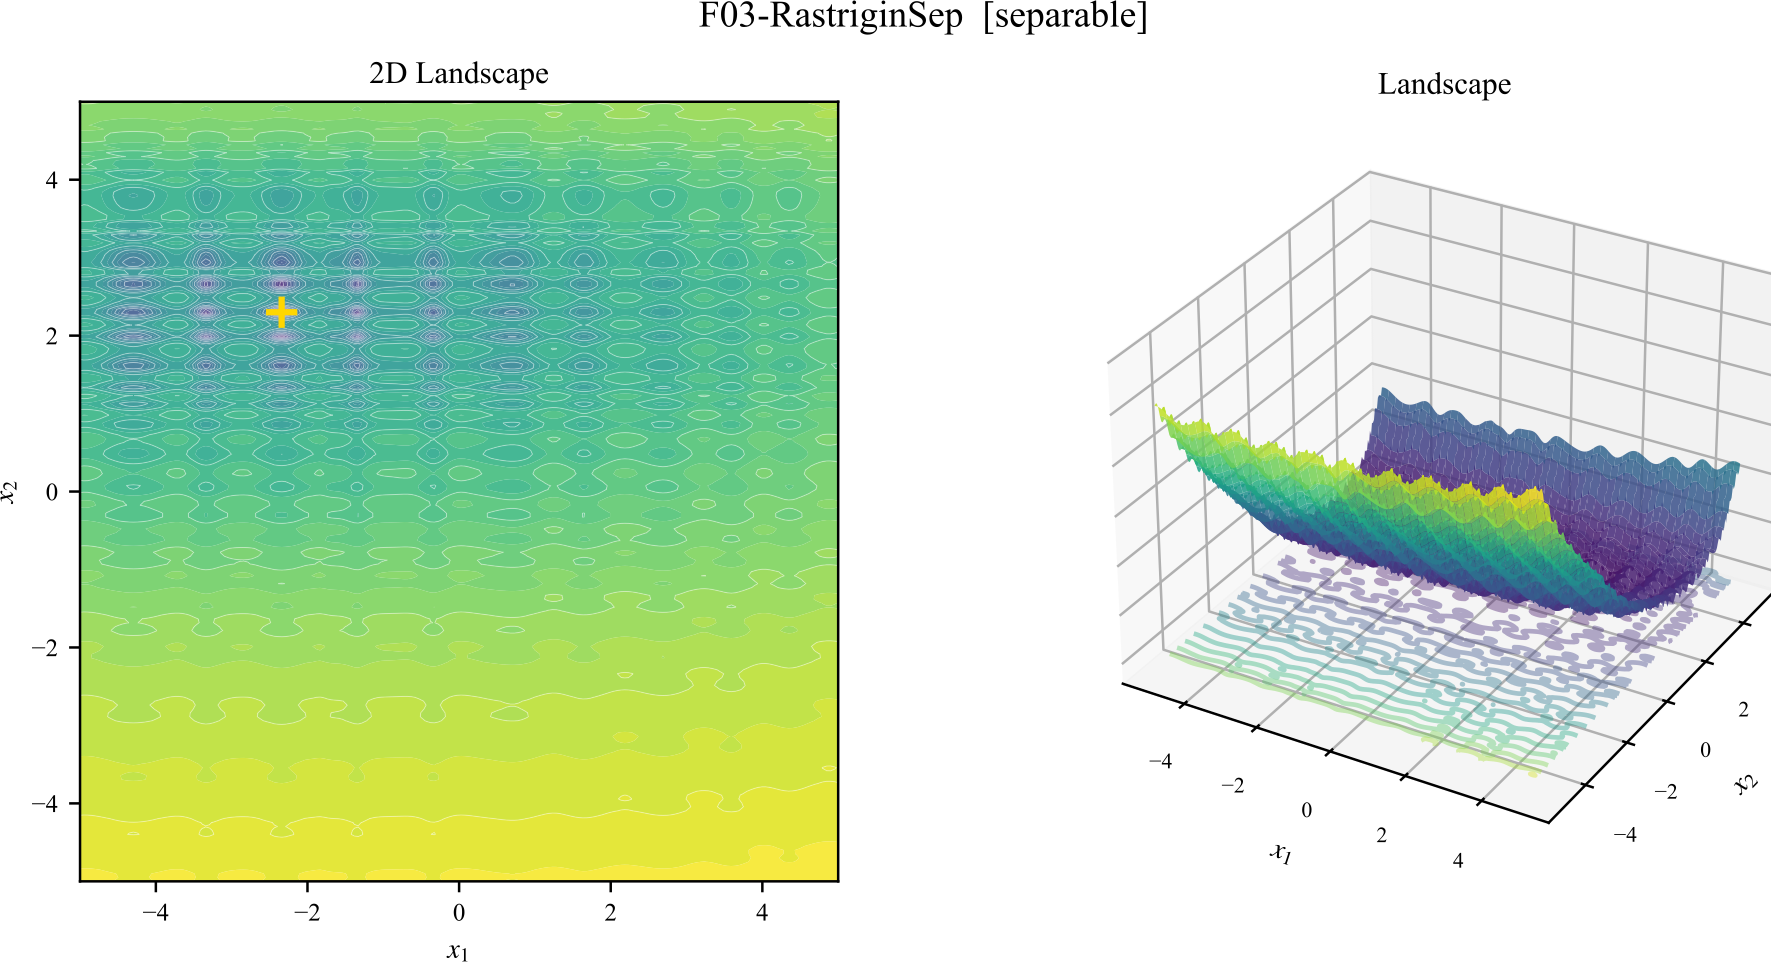 F03-RastriginSep [separable]
2D Landscape
4
2
0
−2
−4
x₂
−4
−2
0
2
4
x₁
Landscape
−4
−2
0
2
4
x₁
−4
−2
0
2
x₂